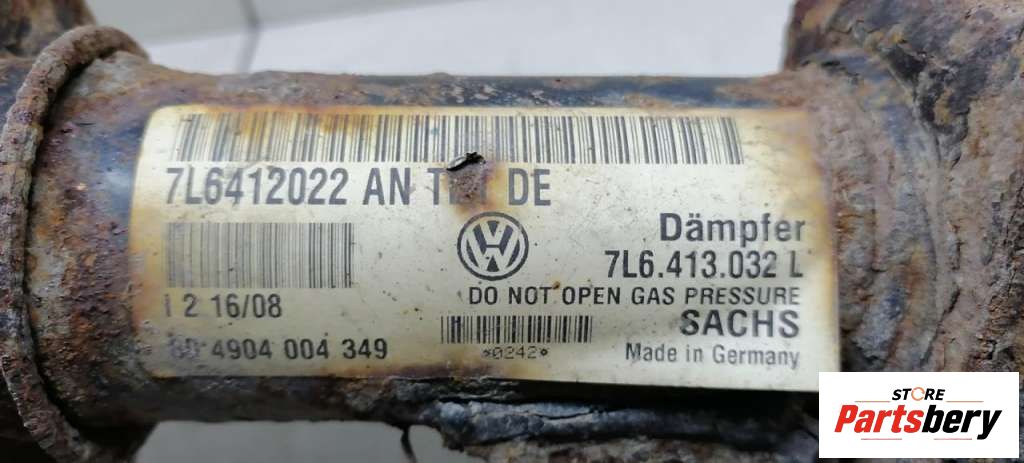 7L6412022 AN DE
Dämpfer
7L6.413.032 L
2 16/08
DO NOT OPEN GAS PRESSURE
SACHS
4904 004 349
*0242*
Made in Germany
STORE
Partsbery